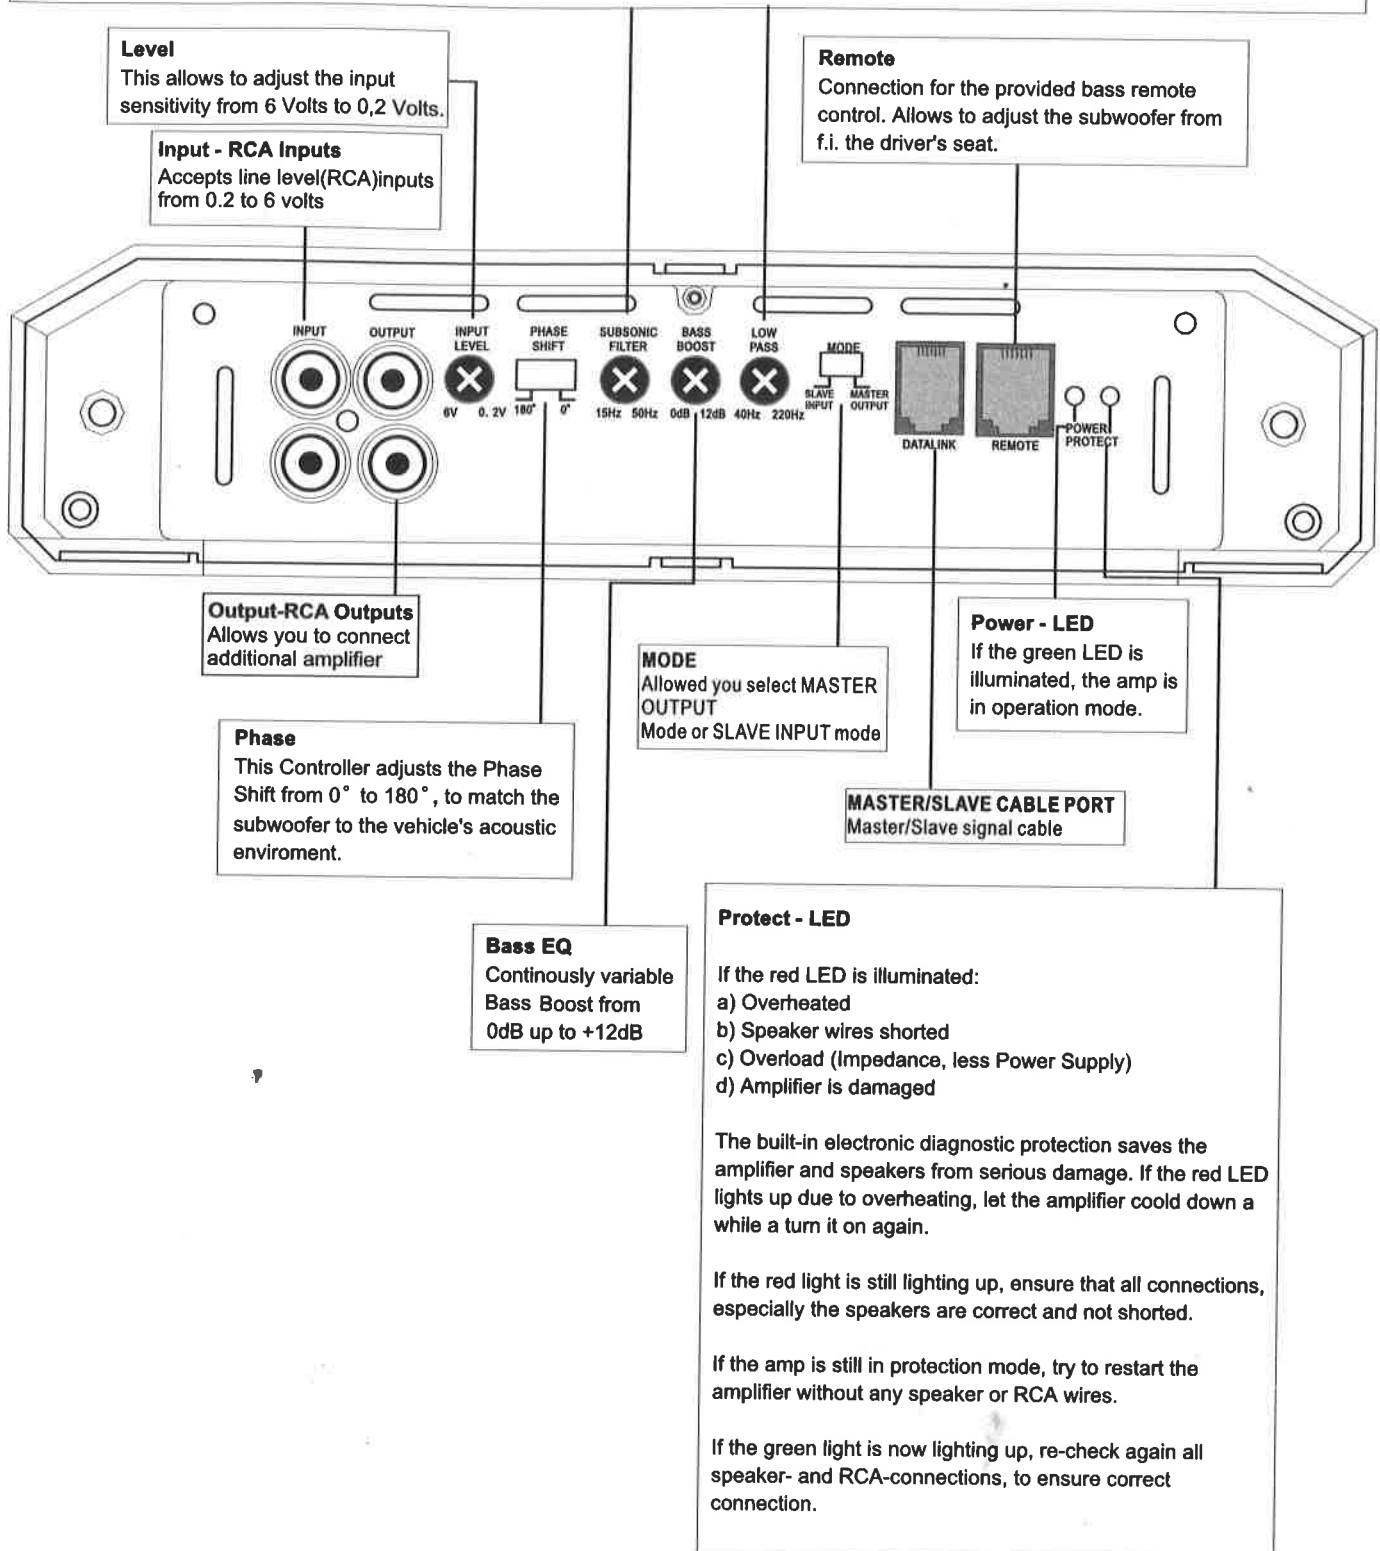 Level
This allows to adjust the input
sensitivity from 6 Volts to 0,2 Volts.
Remote
Connection for the provided bass remote
control. Allows to adjust the subwoofer from
f.i. the driver's seat.
Input - RCA Inputs
Accepts line level(RCA)inputs
from 0.2 to 6 volts
INPUT
OUTPUT
INPUT
LEVEL
6V 0. 2V
PHASE
SHIFT
180° 0°
SUBSONIC
FILTER
15Hz 50Hz
BASS
BOOST
0dB 12dB
LOW
PASS
40Hz 220Hz
MODE
SLAVE
INPUT
MASTER
OUTPUT
DATALINK
REMOTE
POWER
PROTECT
Output-RCA Outputs
Allows you to connect
additional amplifier
MODE
Allowed you select MASTER
OUTPUT
Mode or SLAVE INPUT mode
Power - LED
If the green LED is
illuminated, the amp is
in operation mode.
Phase
This Controller adjusts the Phase
Shift from 0° to 180°, to match the
subwoofer to the vehicle's acoustic
enviroment.
MASTER/SLAVE CABLE PORT
Master/Slave signal cable
Bass EQ
Continously variable
Bass Boost from
0dB up to +12dB
Protect - LED
If the red LED is illuminated:
a) Overheated
b) Speaker wires shorted
c) Overload (Impedance, less Power Supply)
d) Amplifier is damaged
The built-in electronic diagnostic protection saves the
amplifier and speakers from serious damage. If the red LED
lights up due to overheating, let the amplifier coold down a
while a turn it on again.
If the red light is still lighting up, ensure that all connections,
especially the speakers are correct and not shorted.
If the amp is still in protection mode, try to restart the
amplifier without any speaker or RCA wires.
If the green light is now lighting up, re-check again all
speaker- and RCA-connections, to ensure correct
connection.